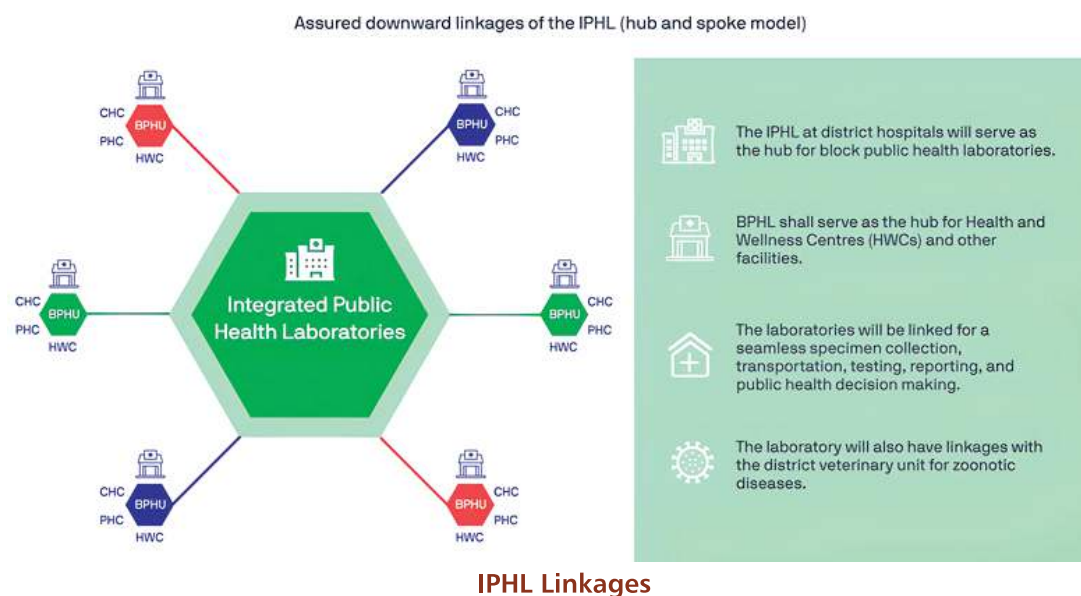 Assured downward linkages of the IPHL (hub and spoke model)
CHC
BPHU
PHC
HWC
CHC
BPHU
PHC
HWC
CHC
BPHU
PHC
HWC
Integrated Public
Health Laboratories
CHC
BPHU
PHC
HWC
CHC
BPHU
PHC
HWC
CHC
BPHU
PHC
HWC
The IPHL at district hospitals will serve as
the hub for block public health laboratories.
BPHL shall serve as the hub for Health and
Wellness Centres (HWCs) and other
facilities.
The laboratories will be linked for a
seamless specimen collection,
transportation, testing, reporting, and
public health decision making.
The laboratory will also have linkages with
the district veterinary unit for zoonotic
diseases.
IPHL Linkages